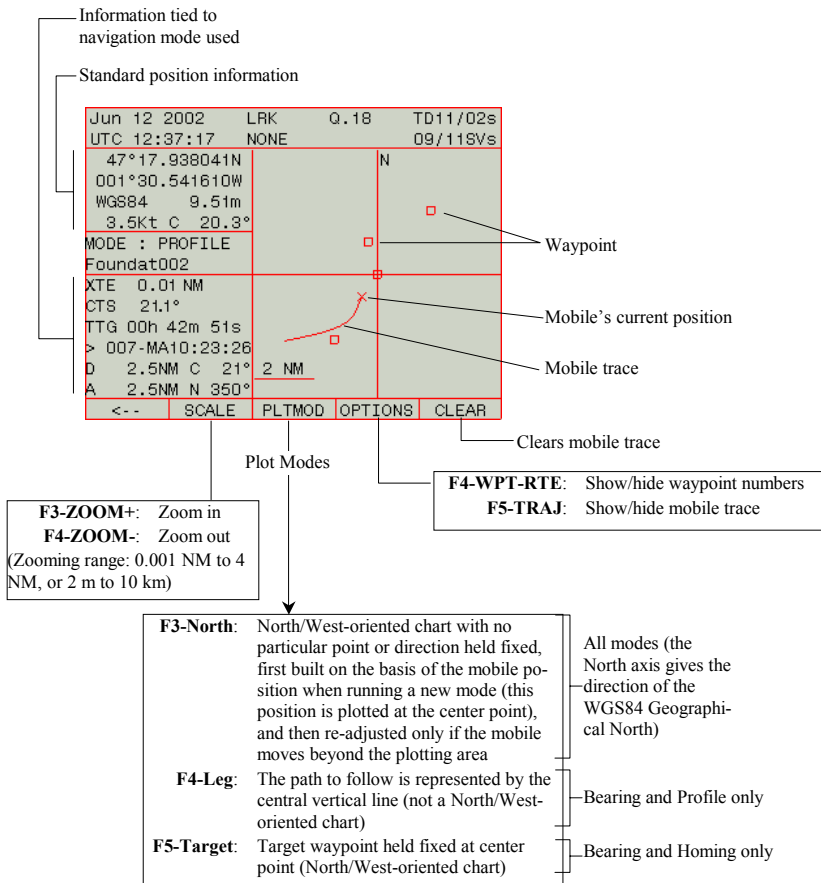 Information tied to
navigation mode used
Standard position information
Jun 12 2002 LRK Q.18 TD11/02s
UTC 12:37:17 NONE 09/11SVs
47°17.938041N
001°30.541610W
WGS84 9.51m
3.5Kt C 20.3°
MODE : PROFILE
Foundat002
XTE 0.01 NM
CTS 21.1°
TTG 00h 42m 51s
> 007-MA10:23:26
D 2.5NM C 21°
A 2.5NM N 350°
N
2 NM
<-- SCALE PLTMOD OPTIONS CLEAR
Waypoint
Mobile's current position
Mobile trace
Clears mobile trace
Plot Modes
F4-WPT-RTE: Show/hide waypoint numbers
F5-TRAJ: Show/hide mobile trace
F3-ZOOM+: Zoom in
F4-ZOOM-: Zoom out
(Zooming range: 0.001 NM to 4
NM, or 2 m to 10 km)
F3-North: North/West-oriented chart with no
particular point or direction held fixed,
first built on the basis of the mobile po-
sition when running a new mode (this
position is plotted at the center point),
and then re-adjusted only if the mobile
moves beyond the plotting area
All modes (the
North axis gives the
direction of the
WGS84 Geographi-
cal North)
F4-Leg: The path to follow is represented by the
central vertical line (not a North/West-
oriented chart)
Bearing and Profile only
F5-Target: Target waypoint held fixed at center
point (North/West-oriented chart)
Bearing and Homing only